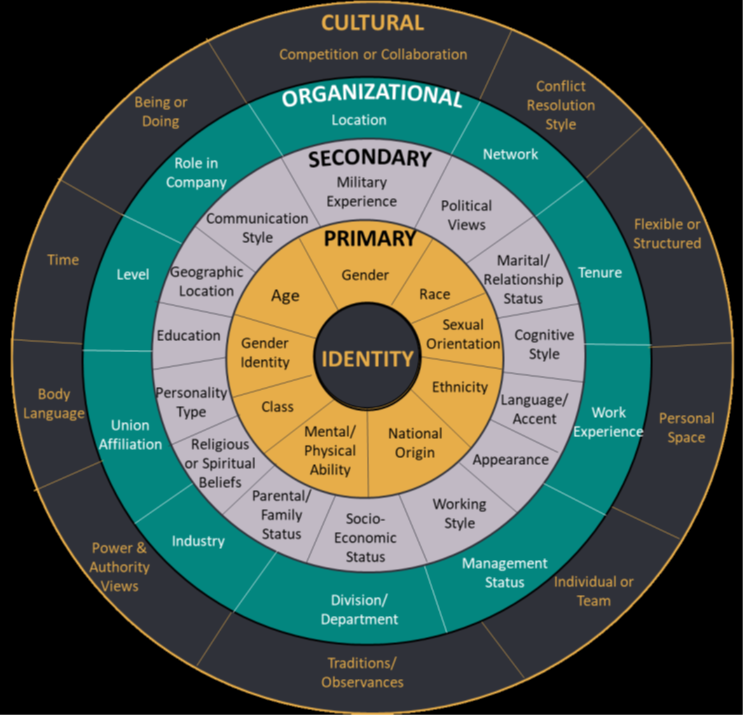 CULTURAL
Competition or Collaboration
Conflict
Resolution
Style
Flexible or
Structured
Personal
Space
Individual or
Team
Traditions/
Observances
Power &
Authority
Views
Body
Language
Time
Being or
Doing
ORGANIZATIONAL
Location
Network
Tenure
Work
Experience
Management
Status
Division/
Department
Industry
Union
Affiliation
Level
Role in
Company
SECONDARY
Military
Experience
Political
Views
Marital/
Relationship
Status
Cognitive
Style
Language/
Accent
Appearance
Working
Style
Socio-
Economic
Status
Parental/
Family
Status
Religious
or Spiritual
Beliefs
Personality
Type
Education
Geographic
Location
Communication
Style
PRIMARY
Gender
Race
Sexual
Orientation
Ethnicity
National
Origin
Mental/
Physical
Ability
Class
Gender
Identity
Age
IDENTITY